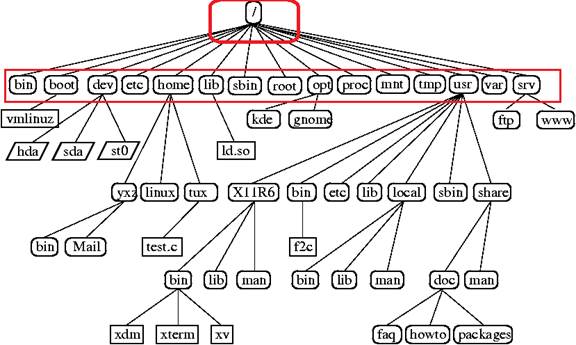 /
bin boot dev etc home lib sbin root opt proc mnt tmp usr var srv
vmlinuz kde gnome ftp www
hda sda st0 ld.so
yxz linux tux X11R6 bin etc lib local sbin share
bin Mail test.c f2c
bin lib man bin lib man doc man
xdm xterm xv faq howto packages